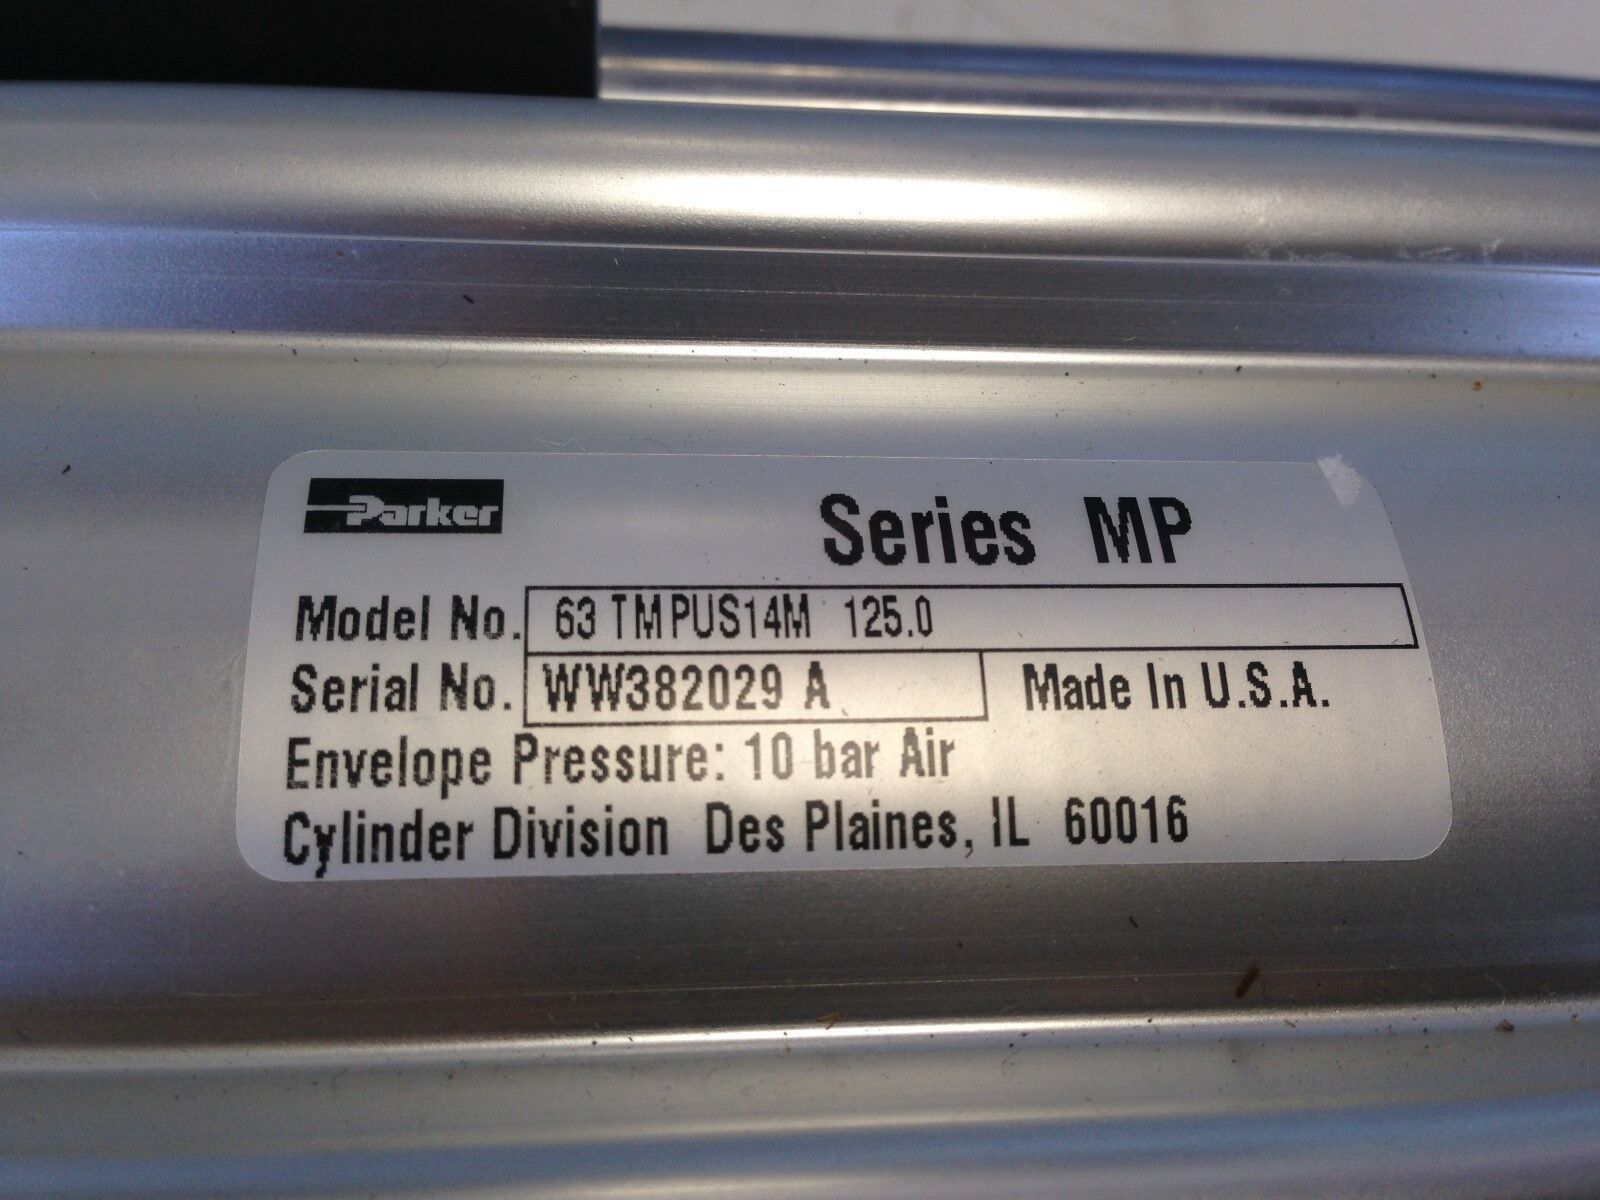 Parker
Series MP
Model No. 63 TMPUS14M 125.0
Serial No. WW382029 A Made In U.S.A.
Envelope Pressure: 10 bar Air
Cylinder Division Des Plaines, IL 60016